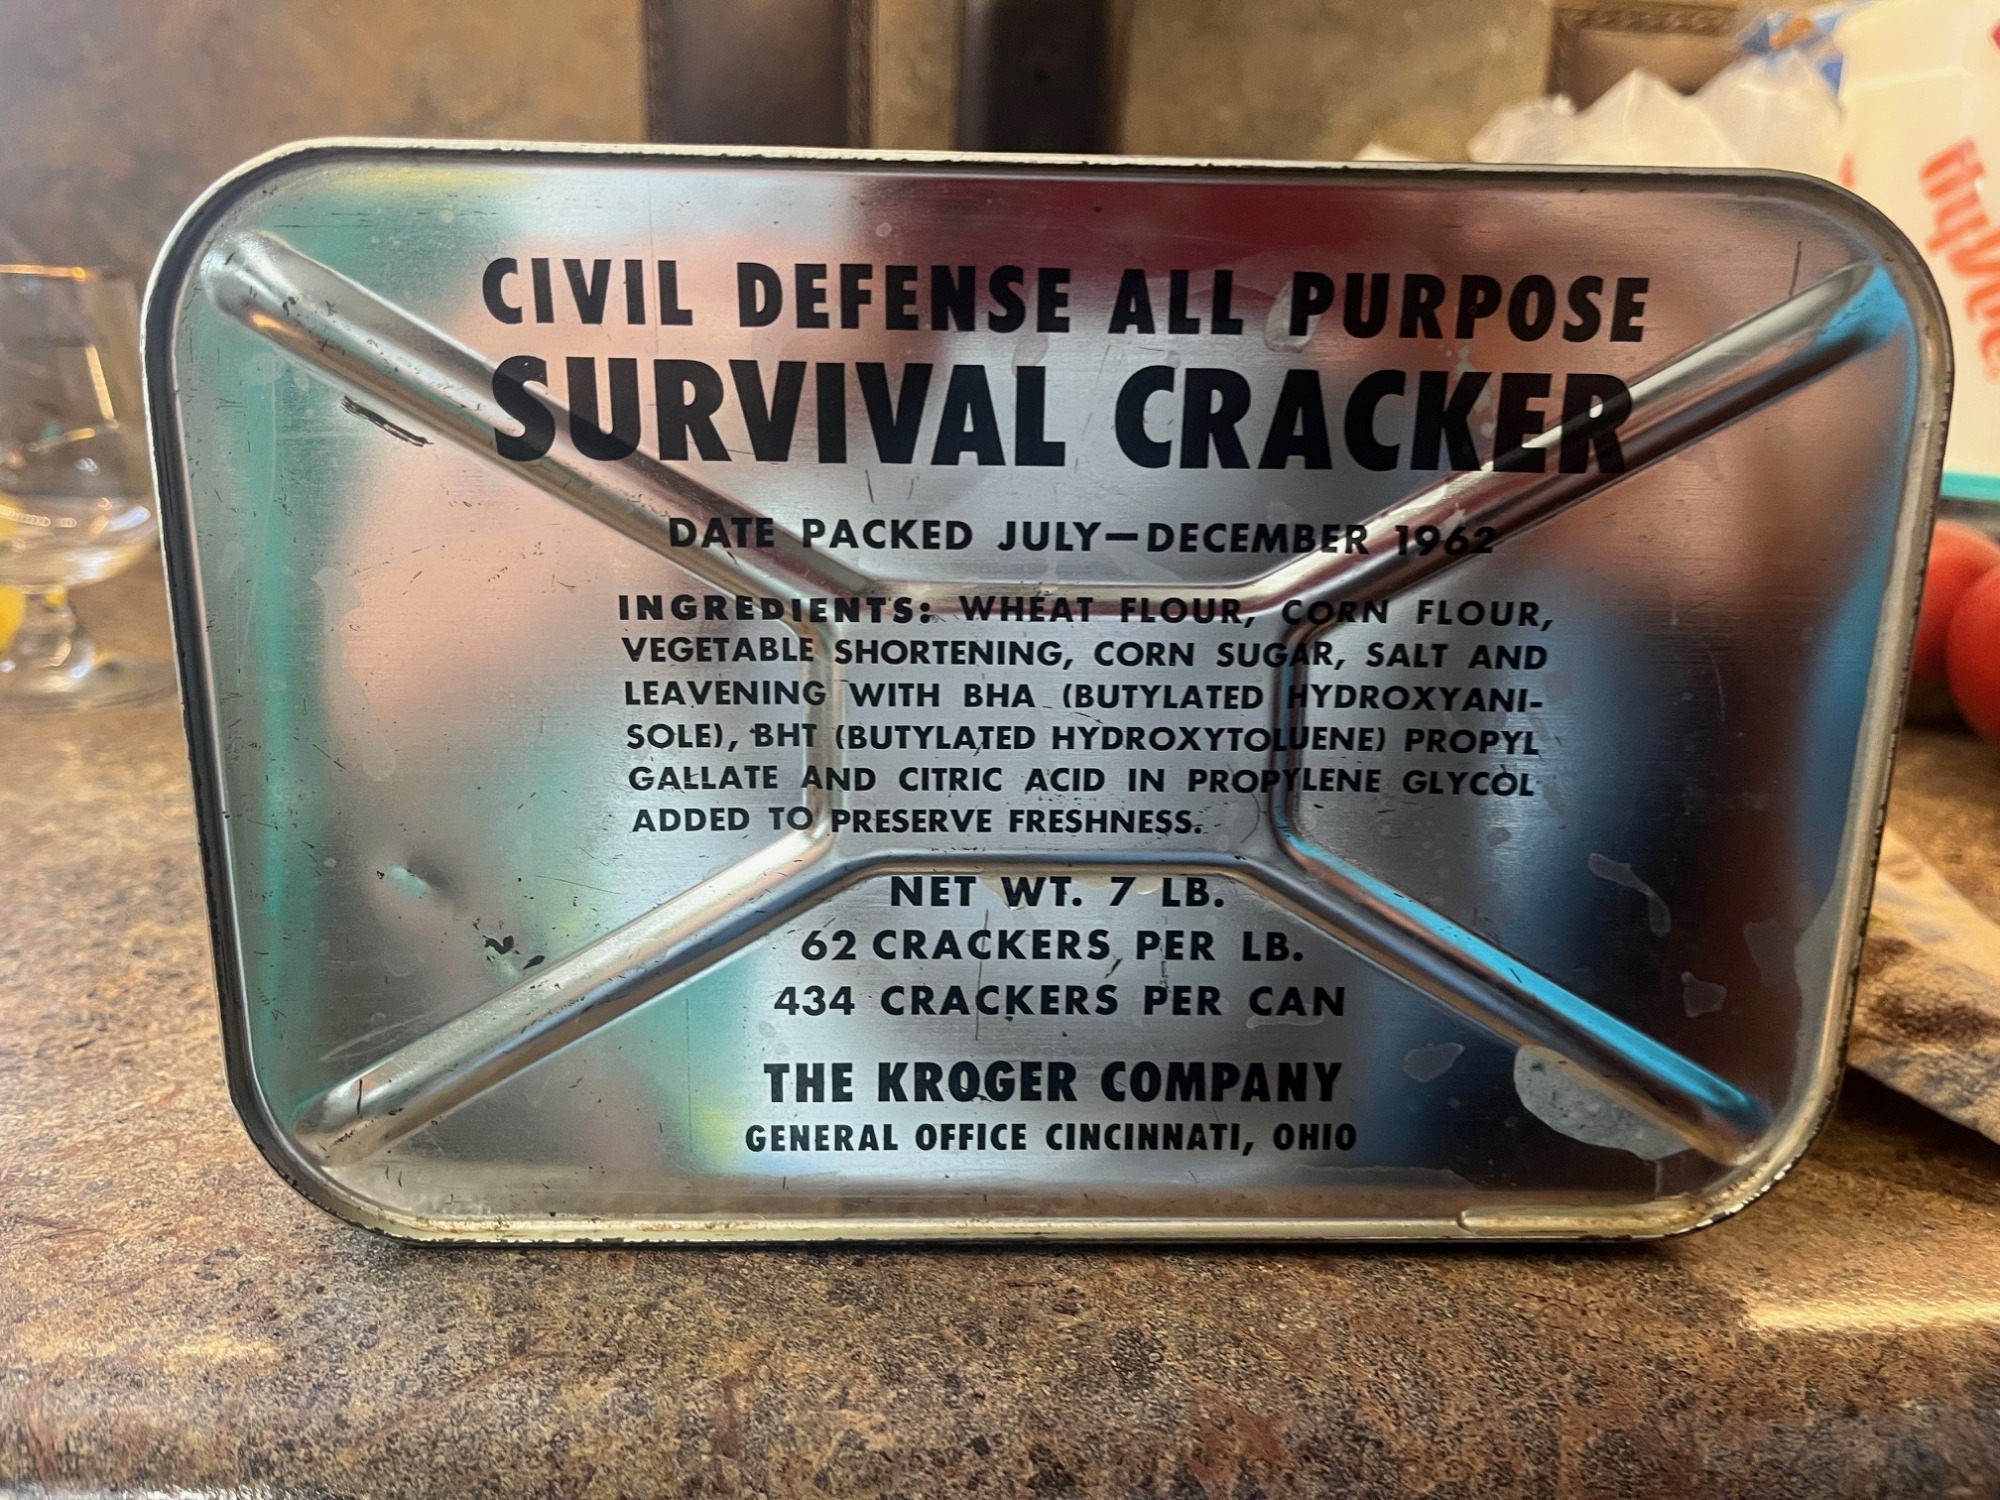 CIVIL DEFENSE ALL PURPOSE
SURVIVAL CRACKER
DATE PACKED JULY—DECEMBER 1962
INGREDIENTS: WHEAT FLOUR, CORN FLOUR,
VEGETABLE SHORTENING, CORN SUGAR, SALT AND
LEAVENING WITH BHA (BUTYLATED HYDROXYANI-
SOLE), BHT (BUTYLATED HYDROXYTOLUENE) PROPYL
GALLATE AND CITRIC ACID IN PROPYLENE GLYCOL
ADDED TO PRESERVE FRESHNESS.
NET WT. 7 LB.
62 CRACKERS PER LB.
434 CRACKERS PER CAN
THE KROGER COMPANY
GENERAL OFFICE CINCINNATI, OHIO
HyVee